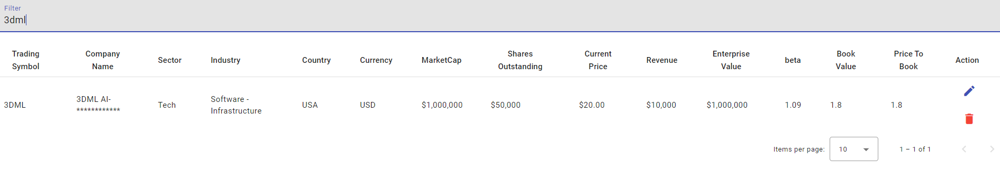 Filter
3dml
Trading Symbol
Company Name
Sector
Industry
Country
Currency
MarketCap
Shares Outstanding
Current Price
Revenue
Enterprise Value
beta
Book Value
Price To Book
Action
3DML
3DML AI-
************
Tech
Software -
Infrastructure
USA
USD
$1,000,000
$50,000
$20.00
$10,000
$1,000,000
1.09
1.8
1.8
Items per page: 10 1 – 1 of 1